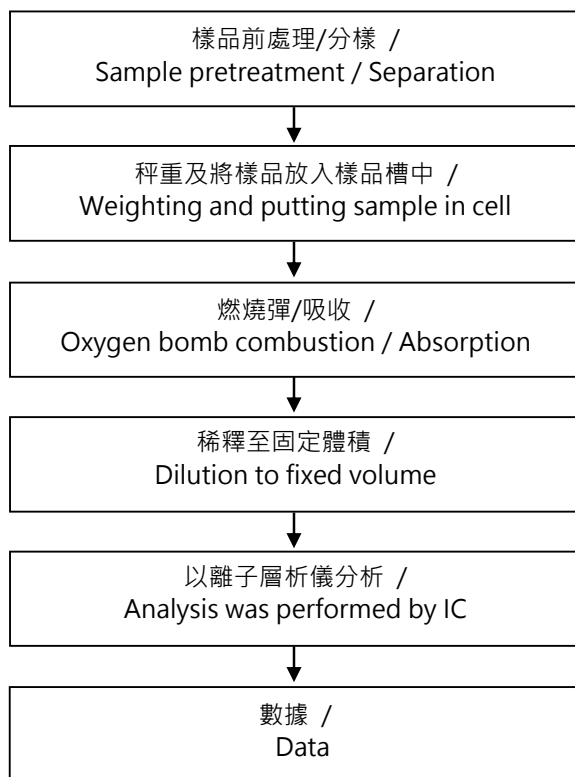 樣品前處理/分樣 /
Sample pretreatment / Separation
秤重及將樣品放入樣品槽中 /
Weighting and putting sample in cell
燃燒彈/吸收 /
Oxygen bomb combustion / Absorption
稀釋至固定體積 /
Dilution to fixed volume
以離子層析儀分析 /
Analysis was performed by IC
數據 /
Data